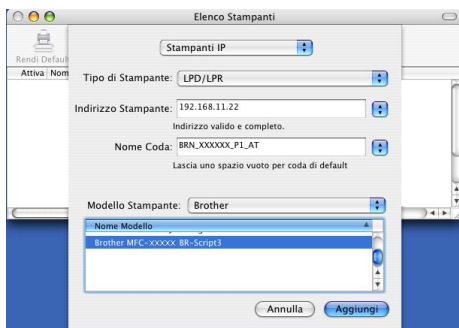 Elenco Stampanti
Stampanti IP
Rendi Defaul
Attiva Nom
Tipo di Stampante: LPD/LPR
Indirizzo Stampante: 192.168.11.22
Indirizzo valido e completo.
Nome Coda: BRN_XXXXXX_P1_AT
Lascia uno spazio vuoto per coda di default
Modello Stampante: Brother
Nome Modello
Brother MFC-XXXXX BR-Script3
Annulla
Aggiungi